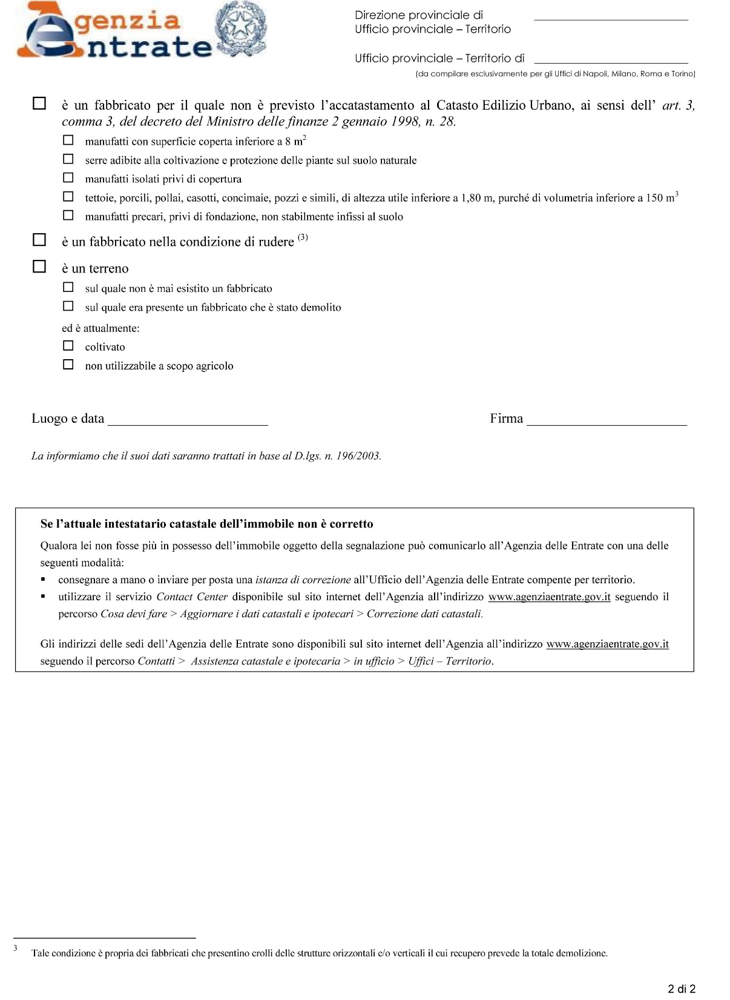 Agenzia
Entrate
Direzione provinciale di
Ufficio provinciale – Territorio
Ufficio provinciale – Territorio di
(da compilare esclusivamente per gli Uffici di Napoli, Milano, Roma e Torino)
è un fabbricato per il quale non è previsto l’accatastamento al Catasto Edilizio Urbano, ai sensi dell’ art. 3,
comma 3, del decreto del Ministro delle finanze 2 gennaio 1998, n. 28.
manufatti con superficie coperta inferiore a 8 m²
serre adibite alla coltivazione e protezione delle piante sul suolo naturale
manufatti isolati privi di copertura
tettoie, porcili, pollai, casotti, concimaie, pozzi e simili, di altezza utile inferiore a 1,80 m, purché di volumetria inferiore a 150 m³
manufatti precari, privi di fondazione, non stabilmente infissi al suolo
è un fabbricato nella condizione di rudere (3)
è un terreno
sul quale non è mai esistito un fabbricato
sul quale era presente un fabbricato che è stato demolito
ed è attualmente:
coltivato
non utilizzabile a scopo agricolo
Luogo e data ________________________ Firma ________________________
La informiamo che il suoi dati saranno trattati in base al D.lgs. n. 196/2003.
Se l’attuale intestatario catastale dell’immobile non è corretto
Qualora lei non fosse più in possesso dell’immobile oggetto della segnalazione può comunicarlo all’Agenzia delle Entrate con una delle
seguenti modalità:
▪ consegnare a mano o inviare per posta una istanza di correzione all’Ufficio dell’Agenzia delle Entrate compente per territorio.
▪ utilizzare il servizio Contact Center disponibile sul sito internet dell’Agenzia all’indirizzo www.agenziaentrate.gov.it seguendo il
percorso Cosa devi fare > Aggiornare i dati catastali e ipotecari > Correzione dati catastali.
Gli indirizzi delle sedi dell’Agenzia delle Entrate sono disponibili sul sito internet dell’Agenzia all’indirizzo www.agenziaentrate.gov.it
seguendo il percorso Contatti > Assistenza catastale e ipotecaria > in ufficio > Uffici – Territorio.
3 Tale condizione è propria dei fabbricati che presentino crolli delle strutture orizzontali e/o verticali il cui recupero prevede la totale demolizione.
2 di 2